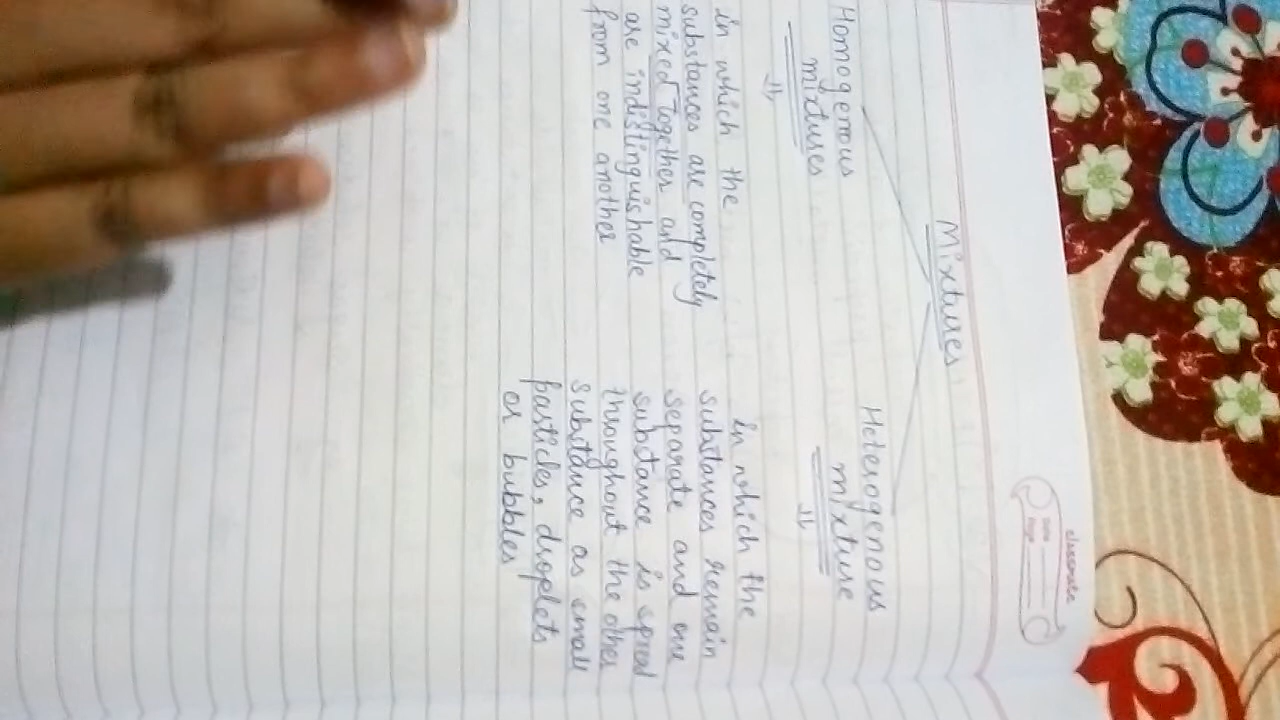 classmate
Date
Page
Mixtures
Homogenous
mixtures
in which the
substances are completely
mixed together and
are indistinguishable
from one another
Heterogenous
mixture
in which the
substances remain
separate and one
substance is spread
throughout the other
substance as small
particles, droplets
or bubbles